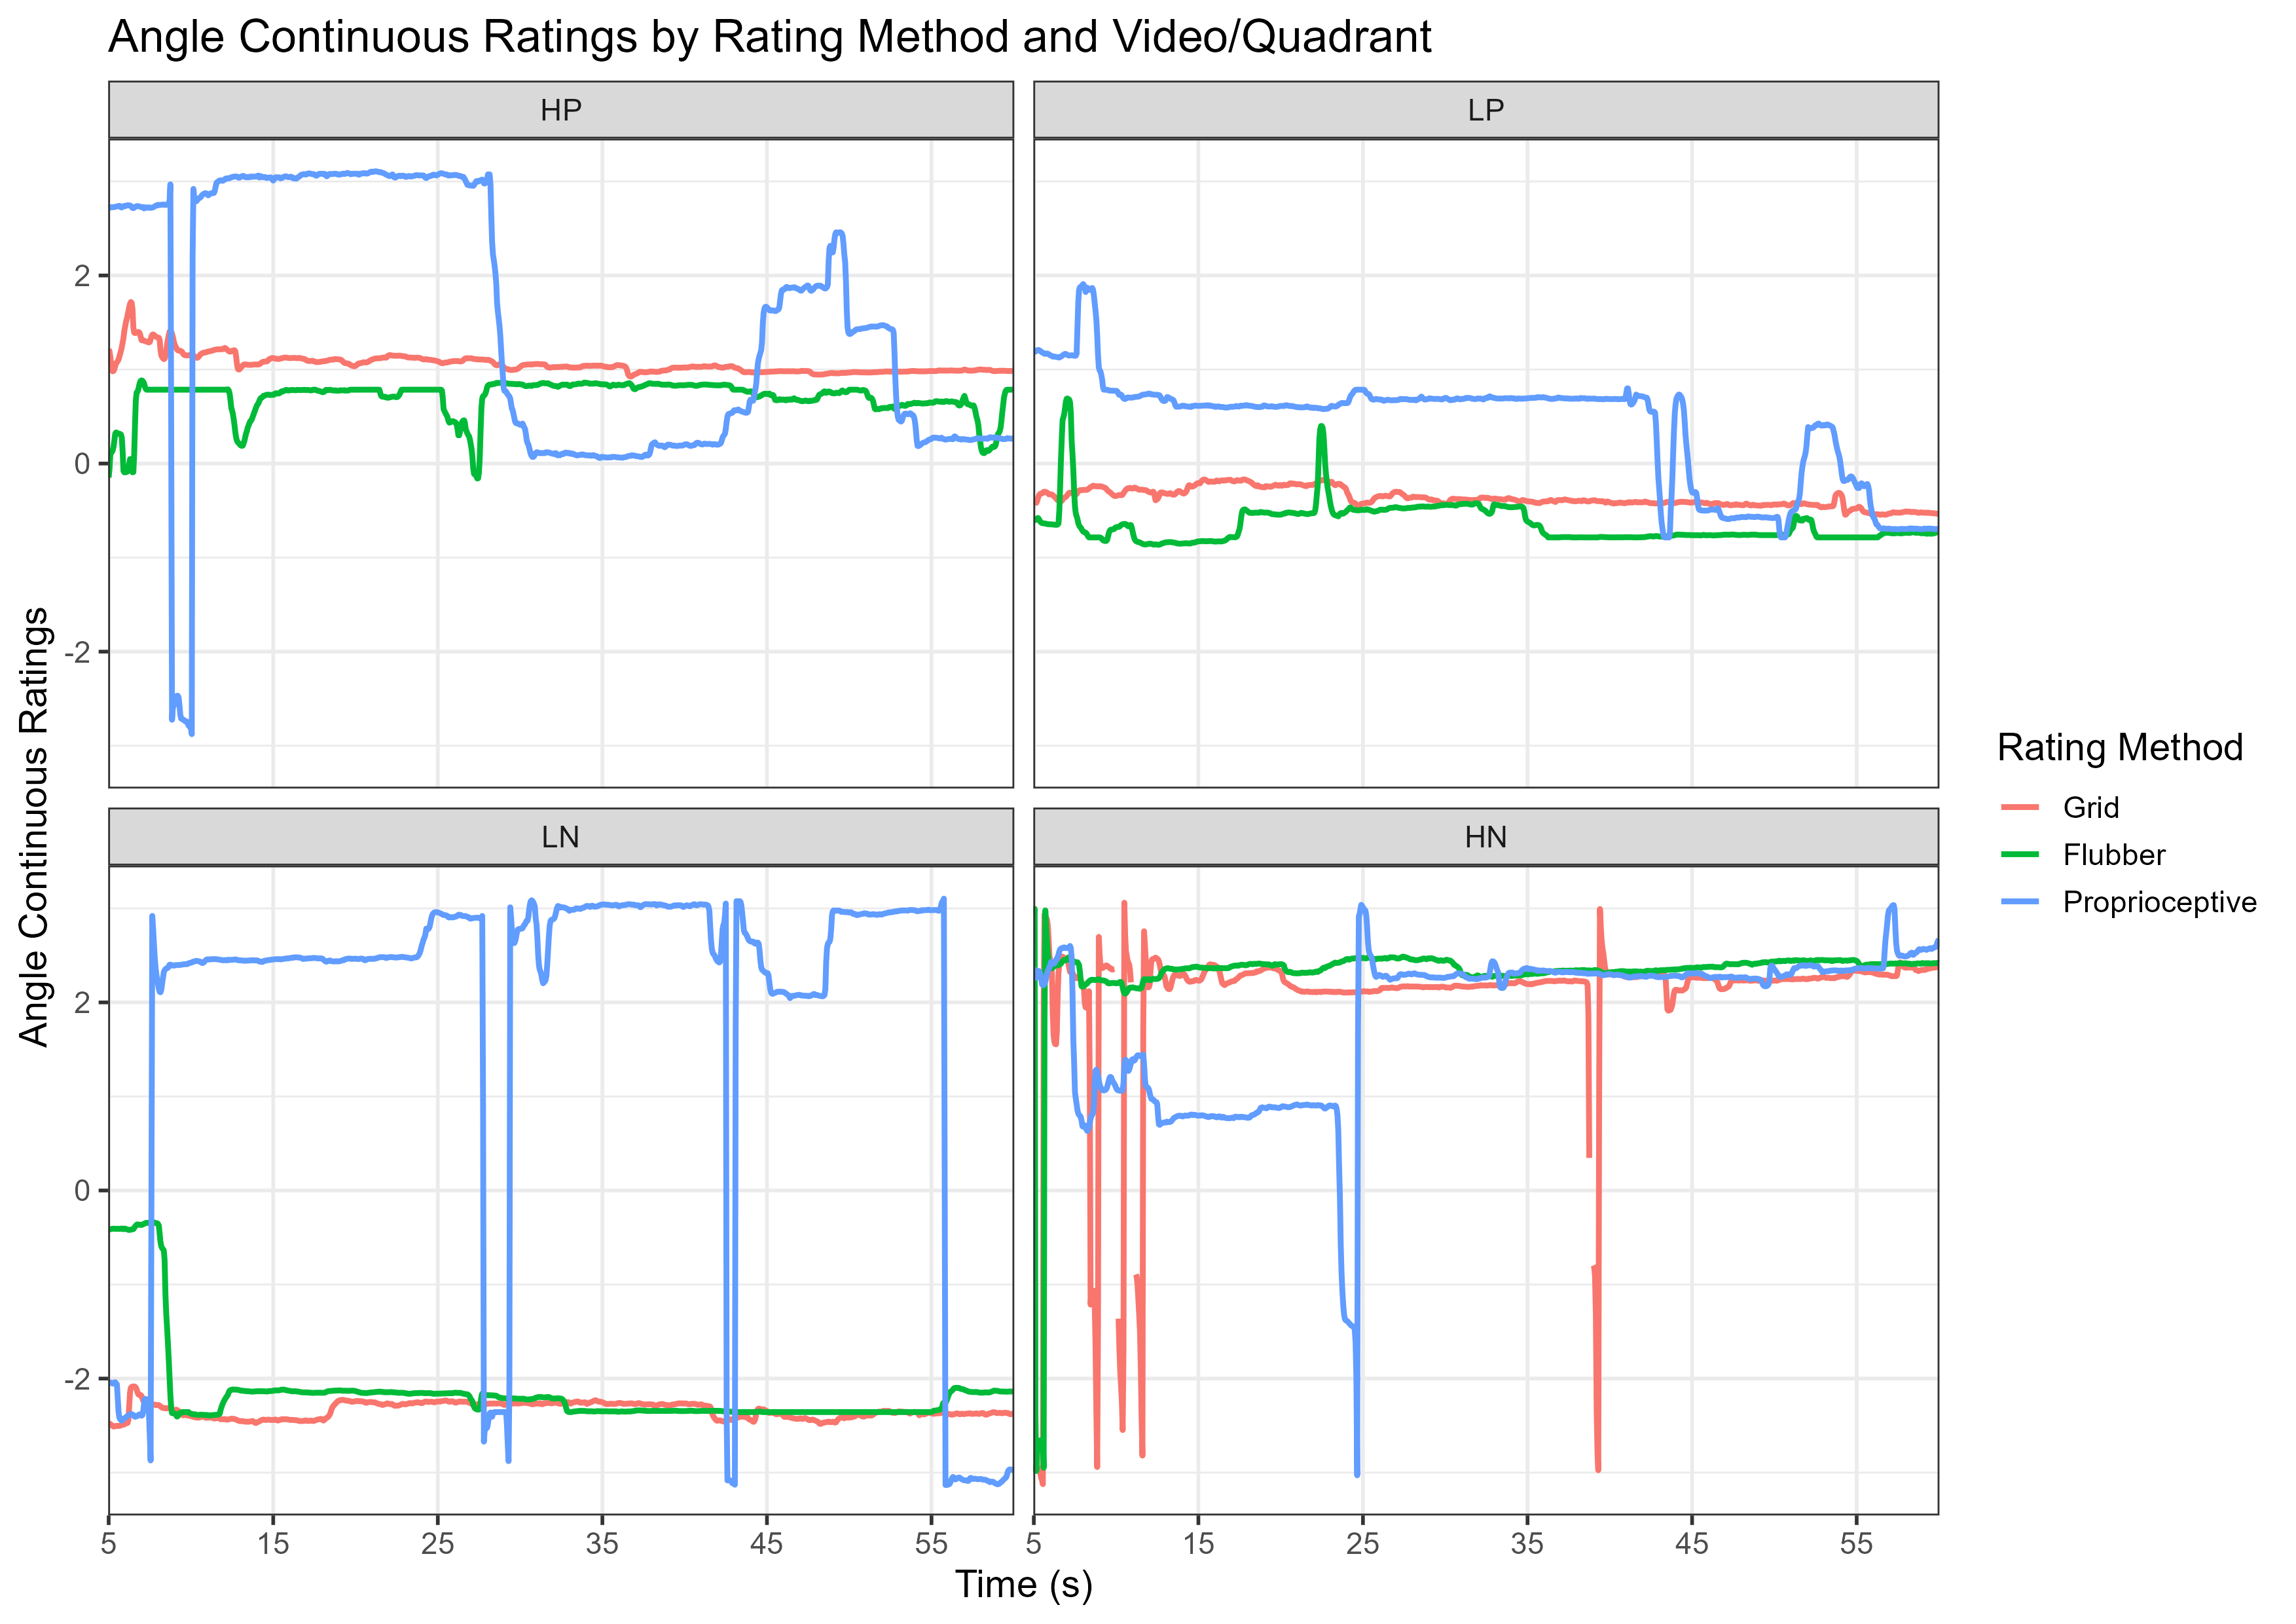 Angle Continuous Ratings by Rating Method and Video/Quadrant
HP
LP
2
0
-2
LN
HN
2
0
-2
5 15 25 35 45 55 5 15 25 35 45 55
Time (s)
Angle Continuous Ratings
Rating Method
Grid
Flubber
Proprioceptive